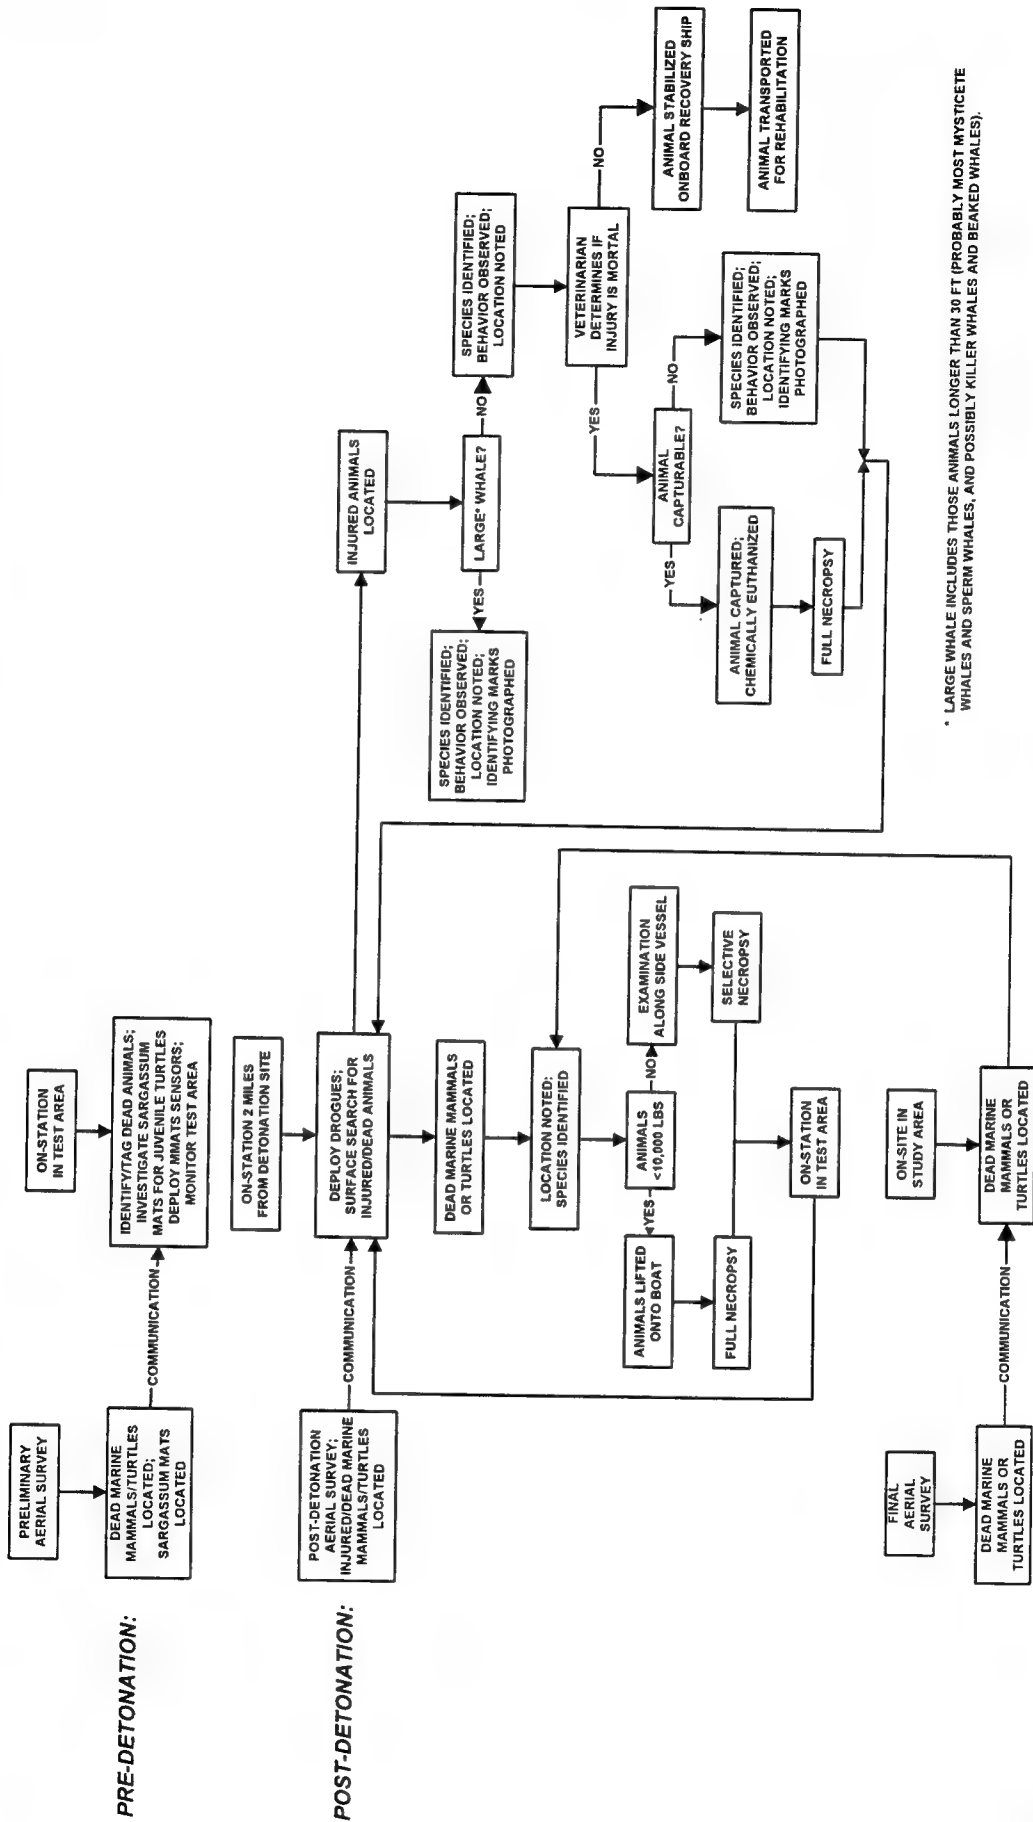 PRE-DETONATION:
PRELIMINARY
AERIAL SURVEY
DEAD MARINE
MAMMALS/TURTLES
LOCATED;
SARGASSUM MATS
LOCATED
COMMUNICATION
ON-STATION
IN TEST AREA
IDENTIFY/TAG DEAD ANIMALS;
INVESTIGATE SARGASSUM
MATS FOR JUVENILE TURTLES
DEPLOY MMATS SENSORS;
MONITOR TEST AREA
POST-DETONATION:
POST-DETONATION
AERIAL SURVEY;
INJURED/DEAD MARINE
MAMMALS/TURTLES
LOCATED
COMMUNICATION
ON-STATION 2 MILES
FROM DETONATION SITE
DEPLOY DROGUES;
SURFACE SEARCH FOR
INJURED/DEAD ANIMALS
DEAD MARINE MAMMALS
OR TURTLES LOCATED
LOCATION NOTED;
SPECIES IDENTIFIED
ANIMALS
<10,000 LBS
YES
NO
ANIMALS LIFTED
ONTO BOAT
FULL NECROPSY
EXAMINATION
ALONG SIDE VESSEL
SELECTIVE
NECROPSY
ON-STATION
IN TEST AREA
INJURED ANIMALS
LOCATED
LARGE* WHALE?
YES
NO
SPECIES IDENTIFIED;
BEHAVIOR OBSERVED;
LOCATION NOTED;
IDENTIFYING MARKS
PHOTOGRAPHED
SPECIES IDENTIFIED;
BEHAVIOR OBSERVED;
LOCATION NOTED
VETERINARIAN
DETERMINES IF
INJURY IS MORTAL
YES
NO
ANIMAL
CAPTURABLE?
YES
NO
ANIMAL CAPTURED;
CHEMICALLY EUTHANIZED
FULL NECROPSY
SPECIES IDENTIFIED;
BEHAVIOR OBSERVED;
LOCATION NOTED;
IDENTIFYING MARKS
PHOTOGRAPHED
ANIMAL STABILIZED
ONBOARD RECOVERY SHIP
ANIMAL TRANSPORTED
FOR REHABILITATION
FINAL
AERIAL
SURVEY
DEAD MARINE
MAMMALS OR
TURTLES LOCATED
COMMUNICATION
ON-SITE IN
STUDY AREA
DEAD MARINE
MAMMALS OR
TURTLES LOCATED
* LARGE WHALE INCLUDES THOSE ANIMALS LONGER THAN 30 FT (PROBABLY MOST MYSTICETE
WHALES AND SPERM WHALES, AND POSSIBLY KILLER WHALES AND BEAKED WHALES).